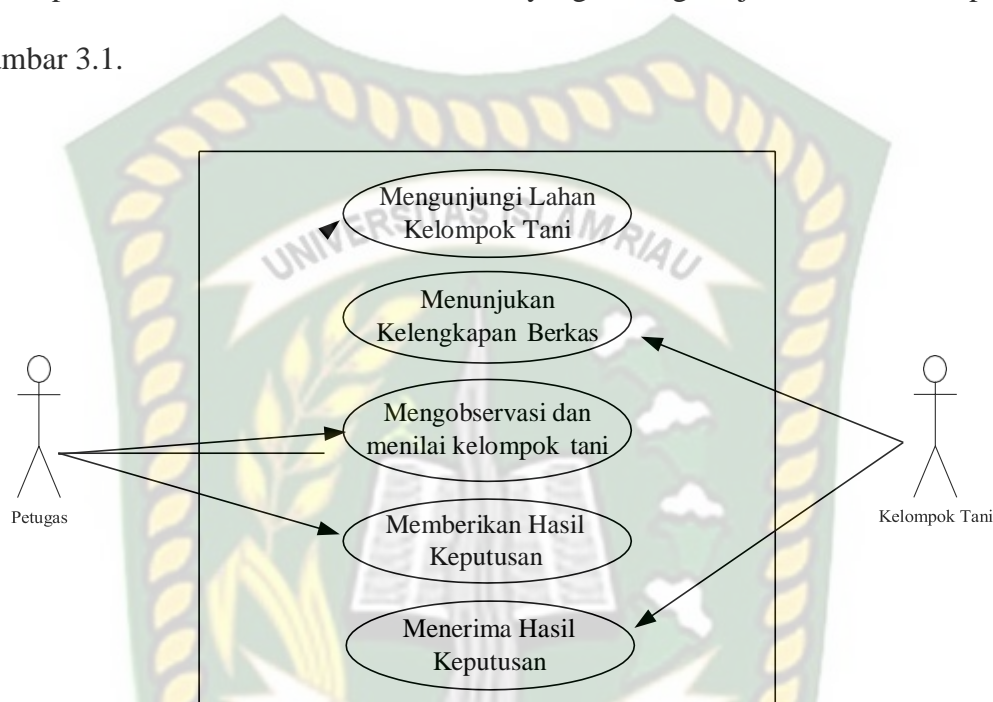 mbar 3.1.
Mengunjungi Lahan
Kelompok Tani
UNIVERSITAS ISLAM RIAU
Menunjukan
Kelengkapan Berkas
Mengobservasi dan
menilai kelompok tani
Petugas
Kelompok Tani
Memberikan Hasil
Keputusan
Menerima Hasil
Keputusan